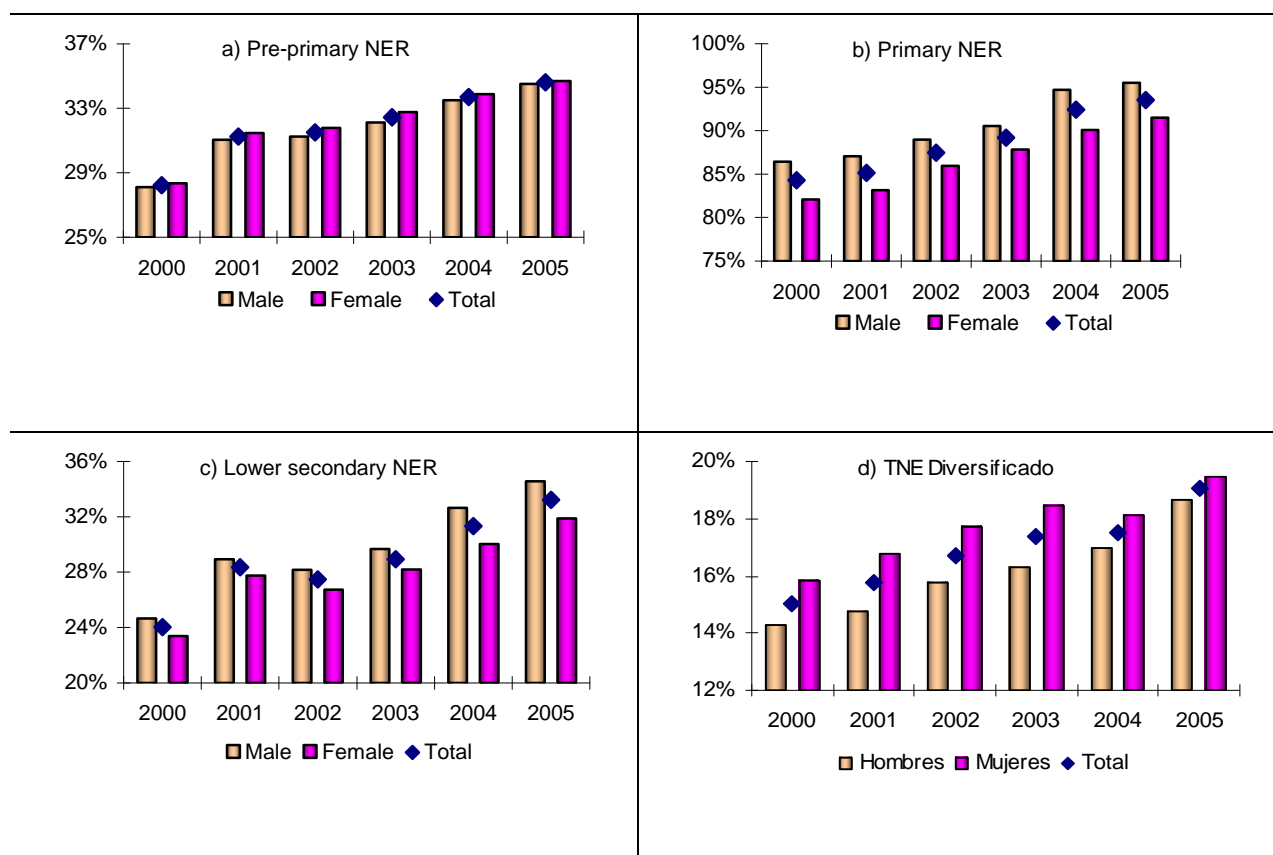 a) Pre-primary NER
37%
33%
29%
25%
2000 2001 2002 2003 2004 2005
Male Female Total
b) Primary NER
100%
95%
90%
85%
80%
75%
2000 2001 2002 2003 2004 2005
Male Female Total
c) Lower secondary NER
36%
32%
28%
24%
20%
2000 2001 2002 2003 2004 2005
Male Female Total
d) TNE Diversificado
20%
18%
16%
14%
12%
2000 2001 2002 2003 2004 2005
Hombres Mujeres Total